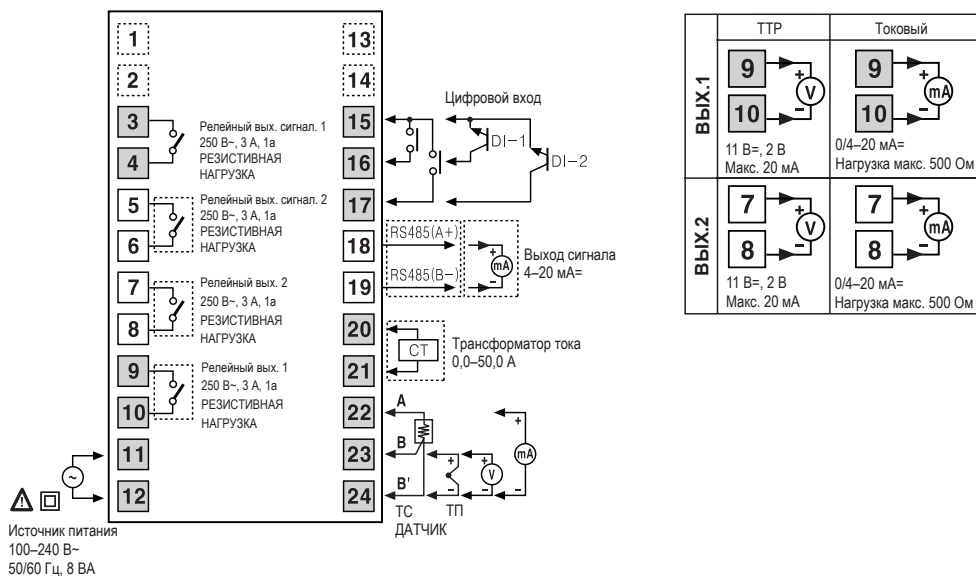 1
2
3
4
5
6
7
8
9
10
11
12
Релейный вых. сигнал. 1
250 В~, 3 А, 1a
РЕЗИСТИВНАЯ
НАГРУЗКА
Релейный вых. сигнал. 2
250 В~, 3 А, 1a
РЕЗИСТИВНАЯ
НАГРУЗКА
Релейный вых. 2
250 В~, 3 А, 1a
РЕЗИСТИВНАЯ
НАГРУЗКА
Релейный вых. 1
250 В~, 3 А, 1a
РЕЗИСТИВНАЯ
НАГРУЗКА
~
Источник питания
100–240 В~
50/60 Гц, 8 ВА
13
14
15
16
17
18
19
20
21
22
23
24
Цифровой вход
DI-1
DI-2
RS485(A+)
RS485(B-)
+
mA
-
Выход сигнала
4–20 мА=
CT
Трансформатор тока
0,0–50,0 А
A
B
B'
+
-
+
V
-
+
mA
-
ТС
ТП
ДАТЧИК
ТТР
Токовый
ВЫХ.1
9
10
+
V
-
11 В=, 2 В
Макс. 20 мА
9
10
+
mA
-
0/4–20 мА=
Нагрузка макс. 500 Ом
ВЫХ.2
7
8
+
V
-
11 В=, 2 В
Макс. 20 мА
7
8
+
mA
-
0/4–20 мА=
Нагрузка макс. 500 Ом